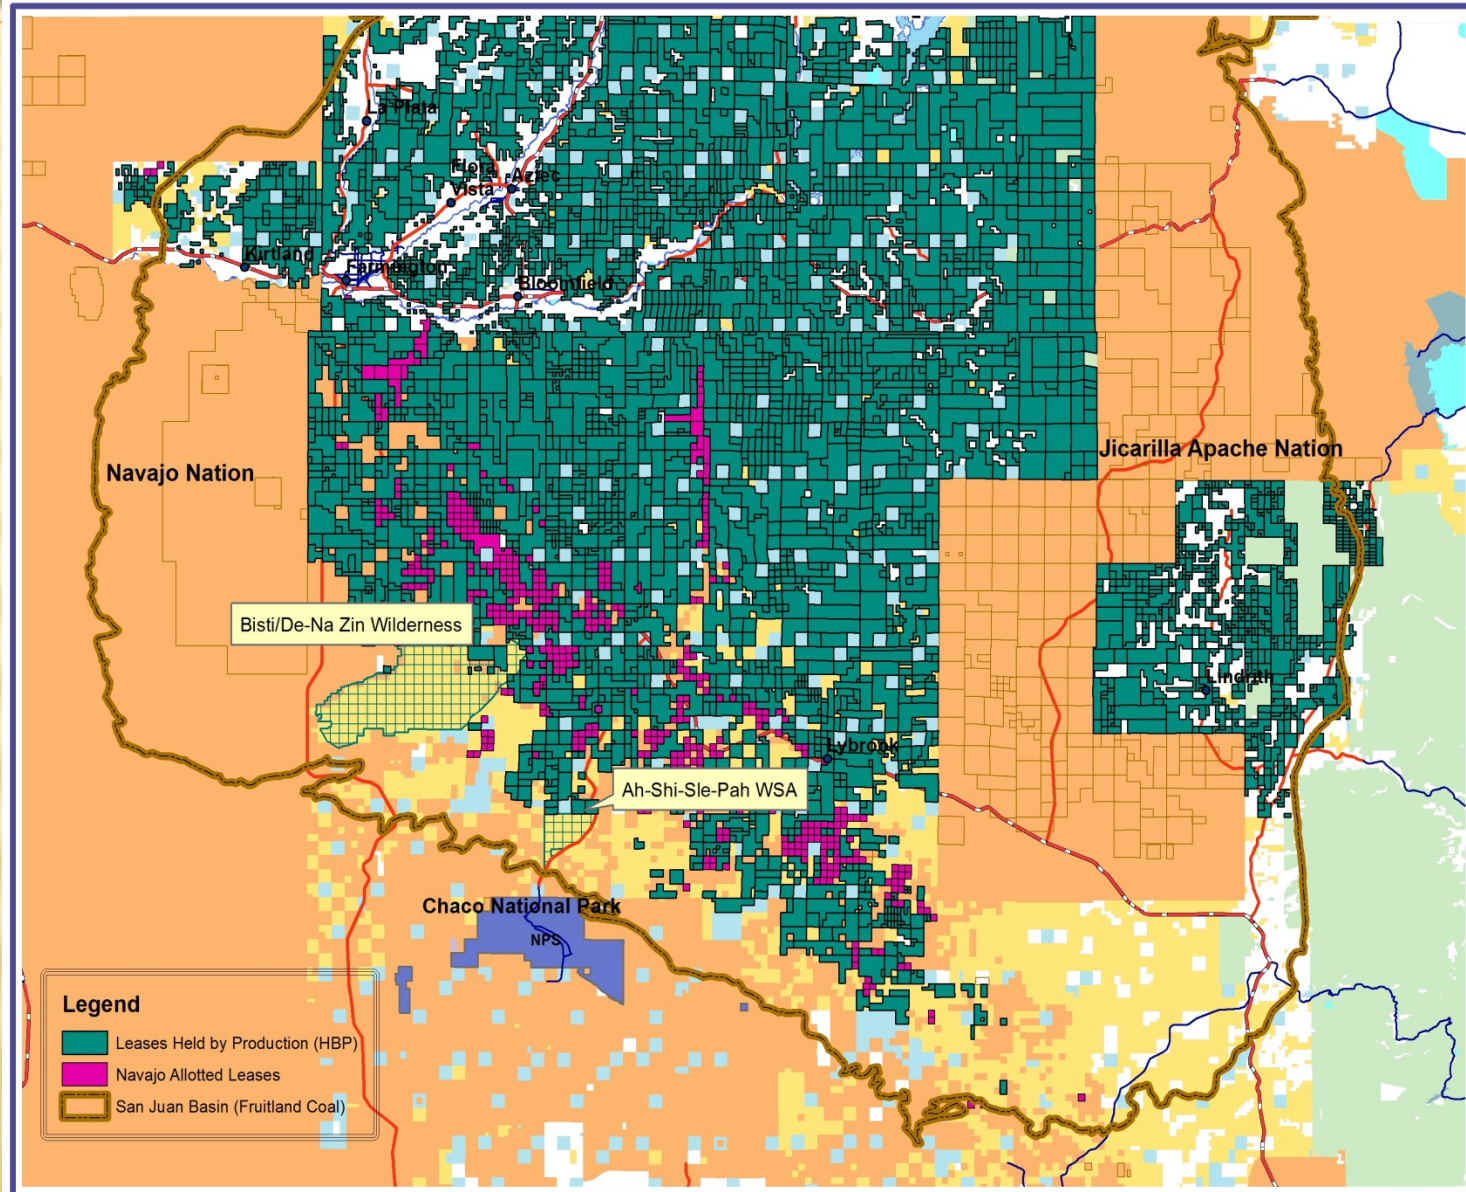 La Plata
Flora
Vista
Aztec
Kirtland
Farmington
Bloomfield
Navajo Nation
Jicarilla Apache Nation
Bisti/De-Na Zin Wilderness
Lindrith
Lybrook
Ah-Shi-Sle-Pah WSA
Chaco National Park
NPS
Legend
Leases Held by Production (HBP)
Navajo Allotted Leases
San Juan Basin (Fruitland Coal)